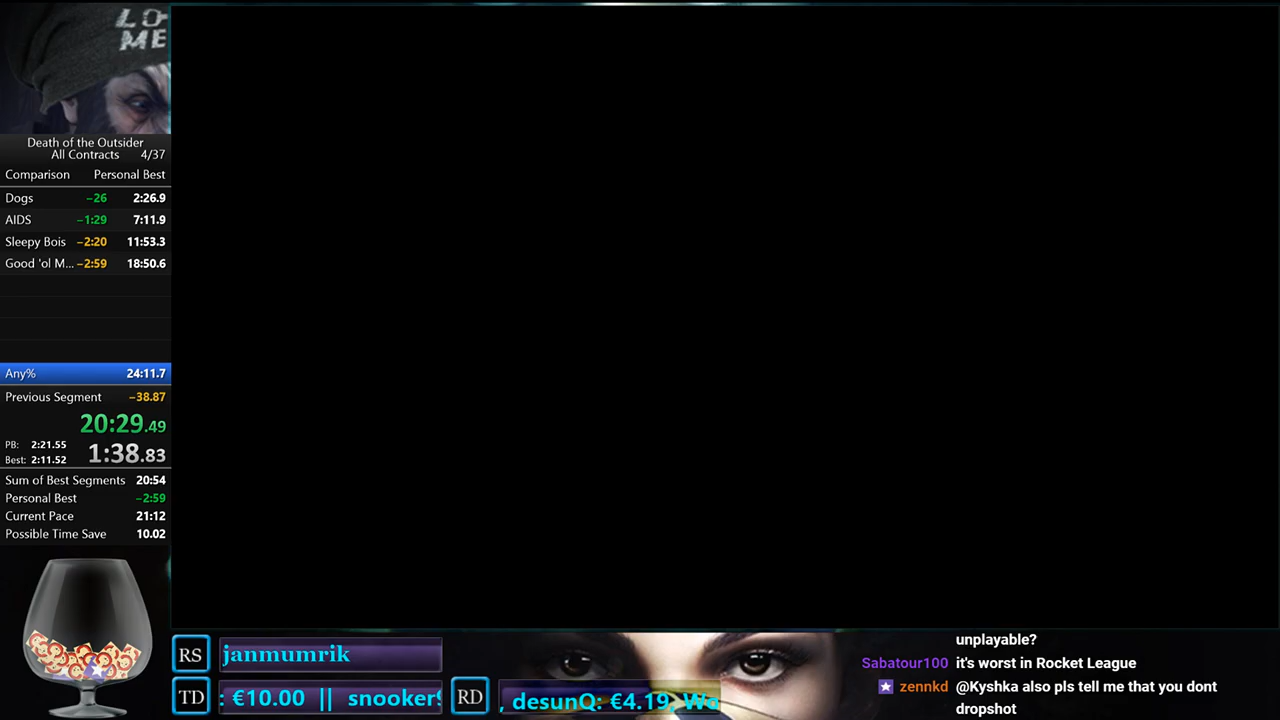 LO
ME
Death of the Outsider
All Contracts 4/37
Comparison Personal Best
Dogs −26 2:26.9
AIDS −1:29 7:11.9
Sleepy Bois −2:20 11:53.3
Good 'ol M... −2:59 18:50.6
Any% 24:11.7
Previous Segment −38.87
20:29.49
PB: 2:21.55
Best: 2:11.52
1:38.83
Sum of Best Segments 20:54
Personal Best −2:59
Current Pace 21:12
Possible Time Save 10.02
RS janmumrik
TD : €10.00 || snooker
RD , desunQ: €4.19, Wo
unplayable?
Sabatour100 it's worst in Rocket League
zennkd @Kyshka also pls tell me that you dont
dropshot